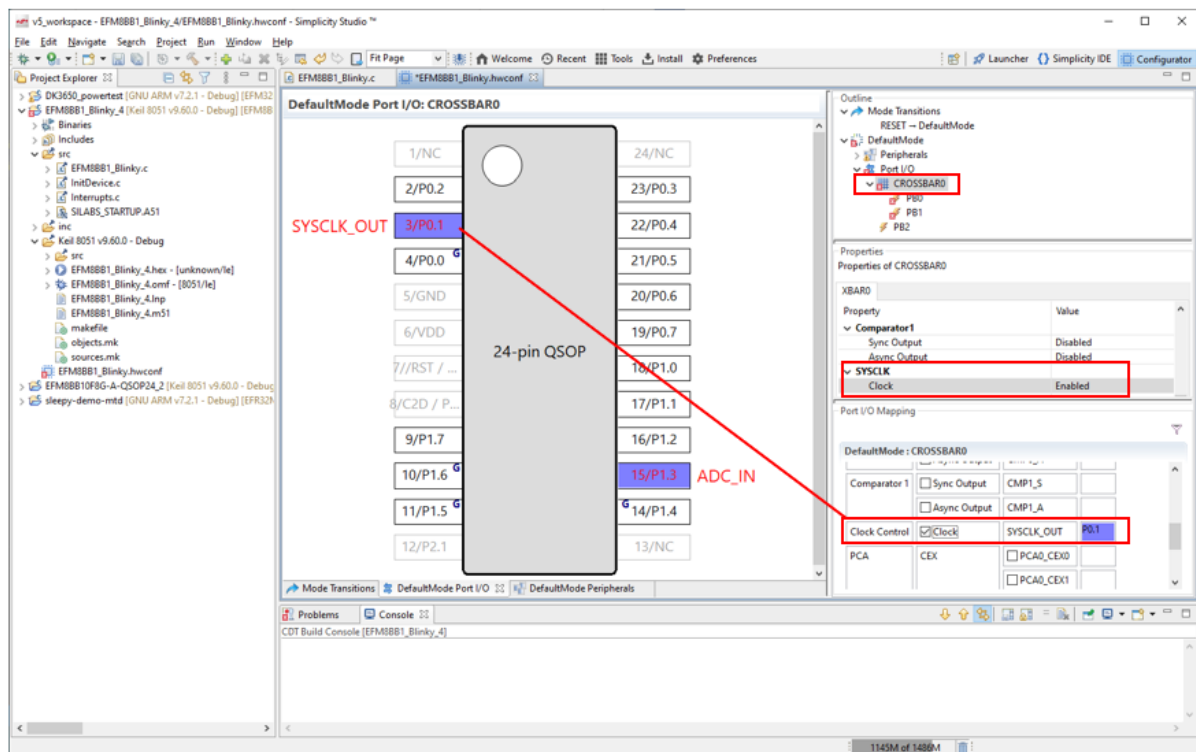 v5_workspace - EFM8BB1_Blinky_4/EFM8BB1_Blinky.hwconf - Simplicity Studio ™
File Edit Navigate Search Project Run Window Help
Fit Page Welcome Recent Tools Install Preferences Launcher Simplicity IDE Configurator
Project Explorer
DK3650_powertest [GNU ARM v7.2.1 - Debug] [EFM32
EFM8BB1_Blinky_4 [Keil 8051 v9.60.0 - Debug] [EFM8B
Binaries
Includes
src
EFM8BB1_Blinky.c
InitDevice.c
Interrupts.c
SILABS_STARTUP.A51
inc
Keil 8051 v9.60.0 - Debug
src
EFM8BB1_Blinky_4.hex - [unknown/le]
EFM8BB1_Blinky_4.omf - [8051/le]
EFM8BB1_Blinky_4.lnp
EFM8BB1_Blinky_4.m51
makefile
objects.mk
sources.mk
EFM8BB1_Blinky.hwconf
EFM8BB10F8G-A-QSOP24_2 [Keil 8051 v9.60.0 - Debug
sleepy-demo-mtd [GNU ARM v7.2.1 - Debug] [EFR32M
EFM8BB1_Blinky.c *EFM8BB1_Blinky.hwconf
DefaultMode Port I/O: CROSSBAR0
1/NC 24/NC
2/P0.2 23/P0.3
SYSCLK_OUT 3/P0.1 22/P0.4
4/P0.0 G 21/P0.5
5/GND 20/P0.6
6/VDD 19/P0.7
24-pin QSOP
7//RST / ... 18/P1.0
8/C2D / P... 17/P1.1
9/P1.7 16/P1.2
10/P1.6 G 15/P1.3 ADC_IN
11/P1.5 G G 14/P1.4
12/P2.1 13/NC
Mode Transitions DefaultMode Port I/O DefaultMode Peripherals
Outline
Mode Transitions
RESET → DefaultMode
DefaultMode
Peripherals
Port I/O
CROSSBAR0
PB0
PB1
PB2
Properties
Properties of CROSSBAR0
XBAR0
Property Value
Comparator1
Sync Output Disabled
Async Output Disabled
SYSCLK
Clock Enabled
Port I/O Mapping
DefaultMode : CROSSBAR0
Comparator 1 Sync Output CMP1_S
Async Output CMP1_A
Clock Control Clock SYSCLK_OUT P0.1
PCA CEX PCA0_CEX0
PCA0_CEX1
Problems Console
CDT Build Console [EFM8BB1_Blinky_4]
1145M of 1486M